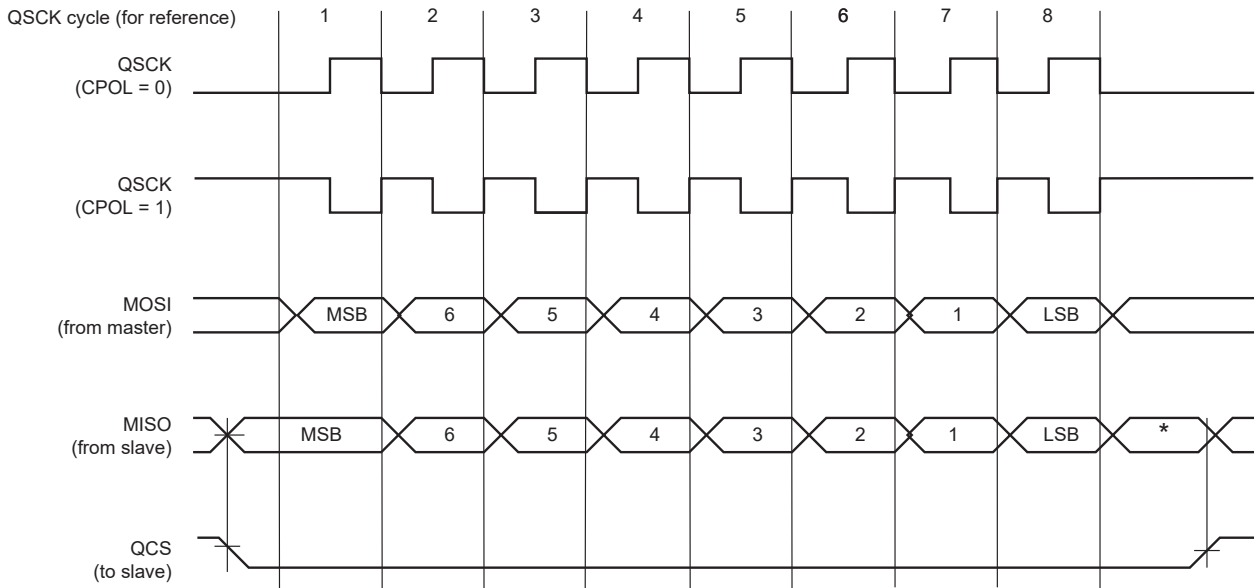 QSCK cycle (for reference) 1 2 3 4 5 6 7 8
QSCK
(CPOL = 0)
QSCK
(CPOL = 1)
MOSI
(from master)
MSB 6 5 4 3 2 1 LSB
MISO
(from slave)
MSB 6 5 4 3 2 1 LSB *
QCS
(to slave)